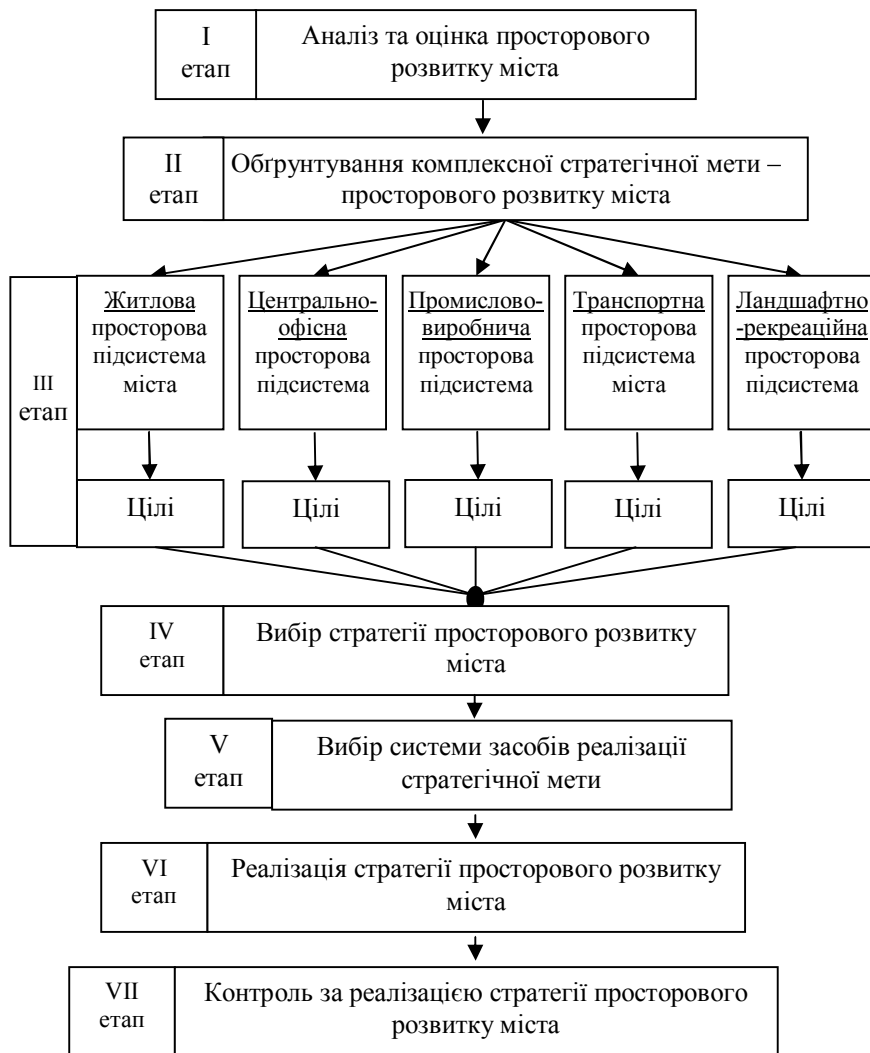 I
етап
Аналіз та оцінка просторового
розвитку міста
II
етап
Обґрунтування комплексної стратегічної мети –
просторового розвитку міста
III
етап
Житлова
просторова
підсистема
міста
Центрально-
офісна
просторова
підсистема
Промислово-
виробнича
просторова
підсистема
Транспортна
просторова
підсистема
міста
Ландшафтно
-рекреаційна
просторова
підсистема
Цілі
Цілі
Цілі
Цілі
Цілі
IV
етап
Вибір стратегії просторового розвитку
міста
V
етап
Вибір системи засобів реалізації
стратегічної мети
VI
етап
Реалізація стратегії просторового розвитку
міста
VII
етап
Контроль за реалізацією стратегії просторового
розвитку міста